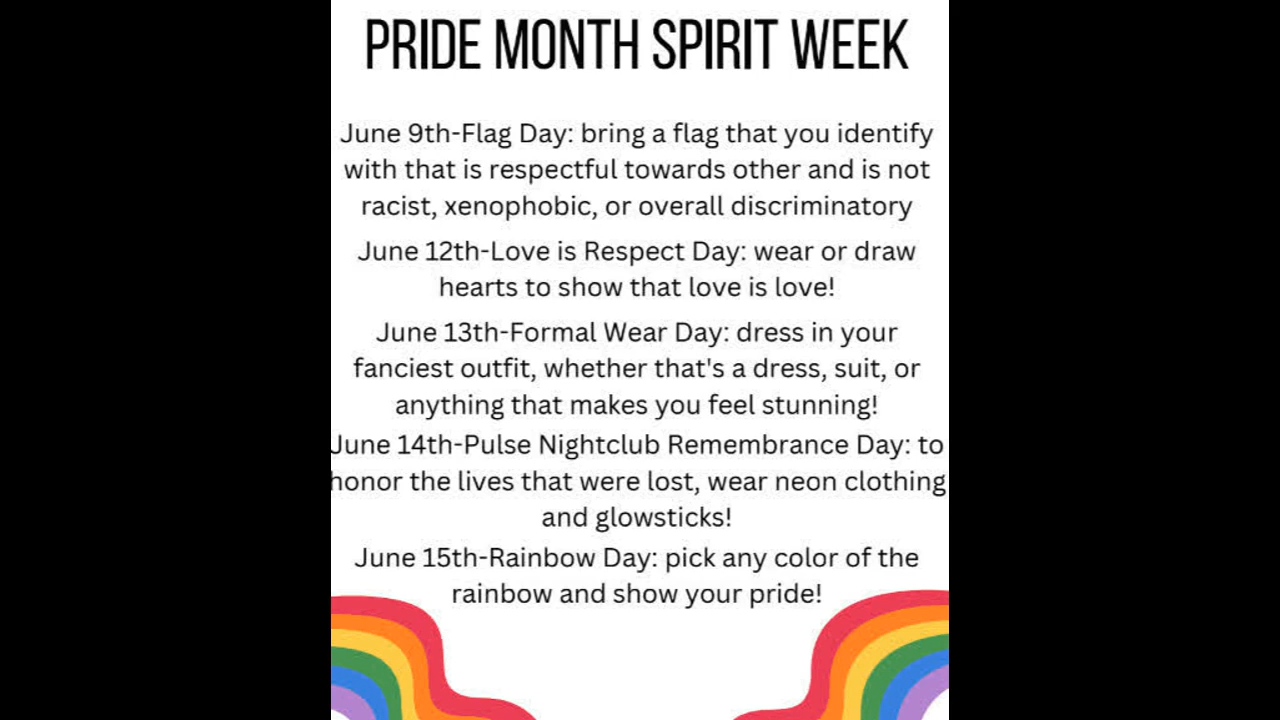 PRIDE MONTH SPIRIT WEEK
June 9th-Flag Day: bring a flag that you identify
with that is respectful towards other and is not
racist, xenophobic, or overall discriminatory
June 12th-Love is Respect Day: wear or draw
hearts to show that love is love!
June 13th-Formal Wear Day: dress in your
fanciest outfit, whether that's a dress, suit, or
anything that makes you feel stunning!
June 14th-Pulse Nightclub Remembrance Day: to
honor the lives that were lost, wear neon clothing
and glowsticks!
June 15th-Rainbow Day: pick any color of the
rainbow and show your pride!